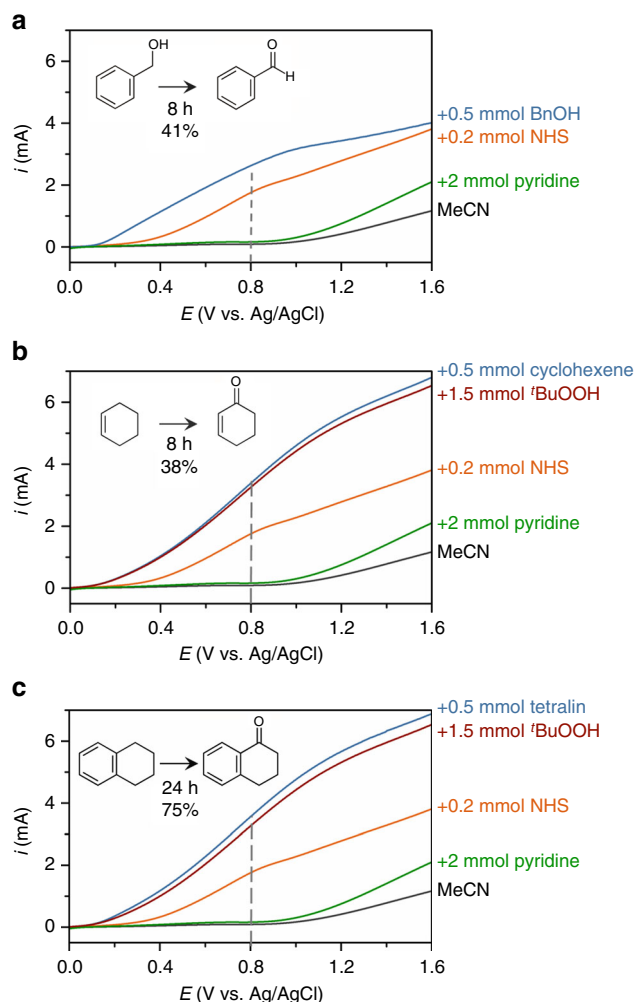 a
OH
O
H
8 h
41%
6
4
2
0
i (mA)
0.0 0.4 0.8 1.2 1.6
E (V vs. Ag/AgCl)
+0.5 mmol BnOH
+0.2 mmol NHS
+2 mmol pyridine
MeCN
b
O
8 h
38%
6
4
2
0
i (mA)
0.0 0.4 0.8 1.2 1.6
E (V vs. Ag/AgCl)
+0.5 mmol cyclohexene
+1.5 mmol ᵗBuOOH
+0.2 mmol NHS
+2 mmol pyridine
MeCN
c
O
24 h
75%
6
4
2
0
i (mA)
0.0 0.4 0.8 1.2 1.6
E (V vs. Ag/AgCl)
+0.5 mmol tetralin
+1.5 mmol ᵗBuOOH
+0.2 mmol NHS
+2 mmol pyridine
MeCN